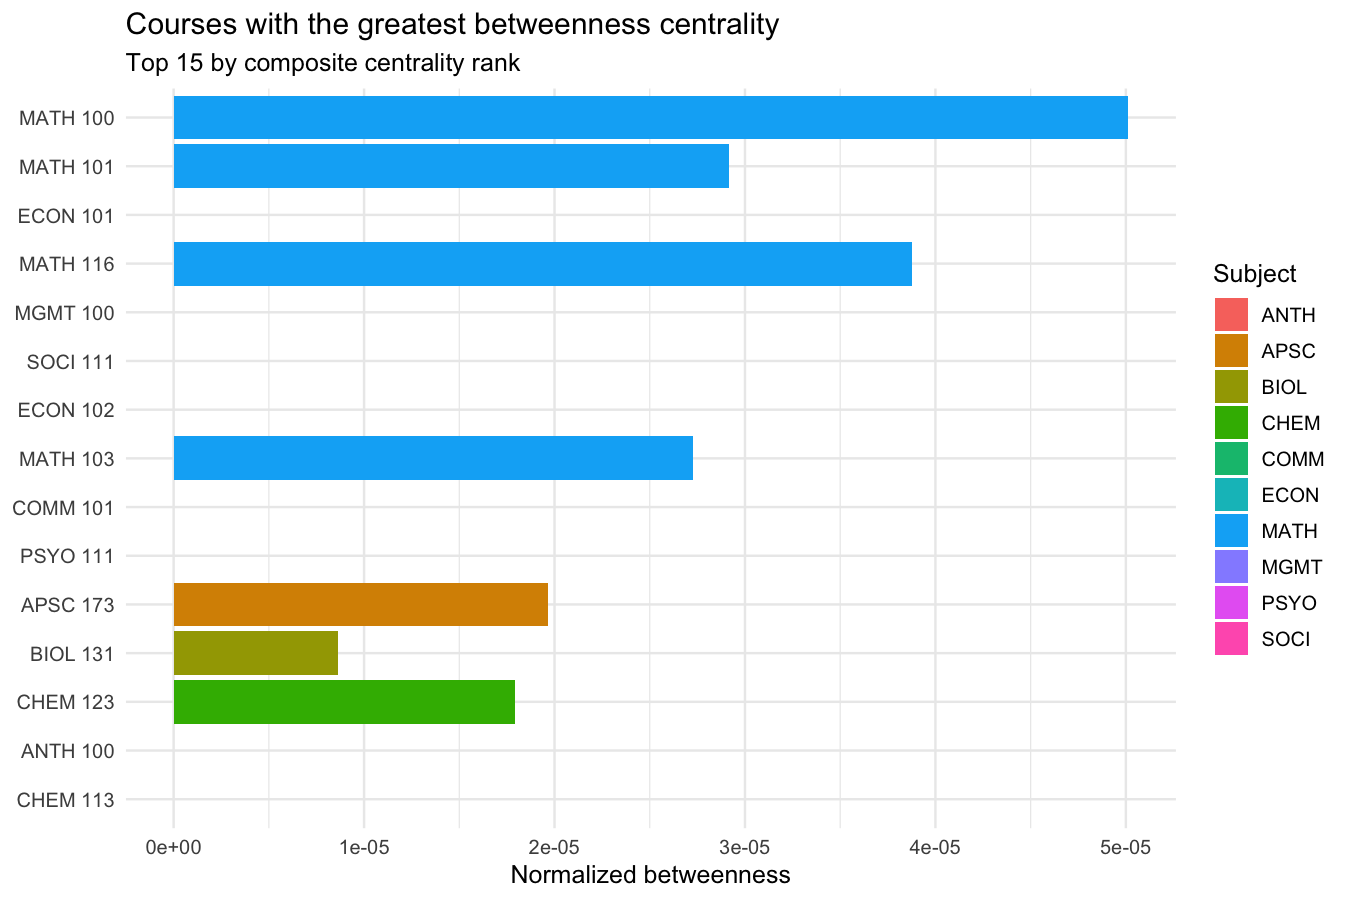 Courses with the greatest betweenness centrality
Top 15 by composite centrality rank
MATH 100
MATH 101
ECON 101
MATH 116
MGMT 100
SOCI 111
ECON 102
MATH 103
COMM 101
PSYO 111
APSC 173
BIOL 131
CHEM 123
ANTH 100
CHEM 113
0e+00 1e-05 2e-05 3e-05 4e-05 5e-05
Normalized betweenness
Subject
ANTH
APSC
BIOL
CHEM
COMM
ECON
MATH
MGMT
PSYO
SOCI